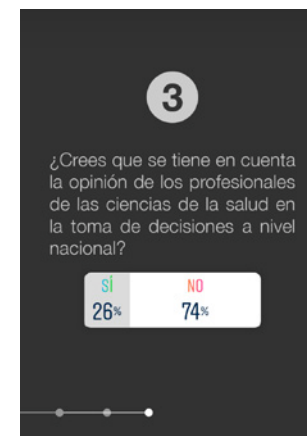 3
¿Crees que se tiene en cuenta
la opinión de los profesionales
de las ciencias de la salud en
la toma de decisiones a nivel
nacional?
SÍ NO
26% 74%